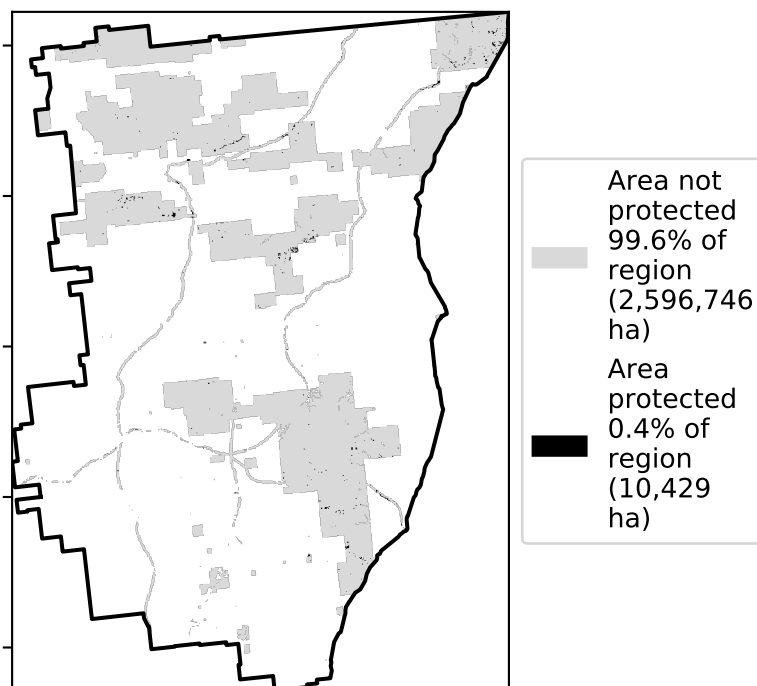 Area not
protected
99.6% of
region
(2,596,746
ha)
Area
protected
0.4% of
region
(10,429
ha)